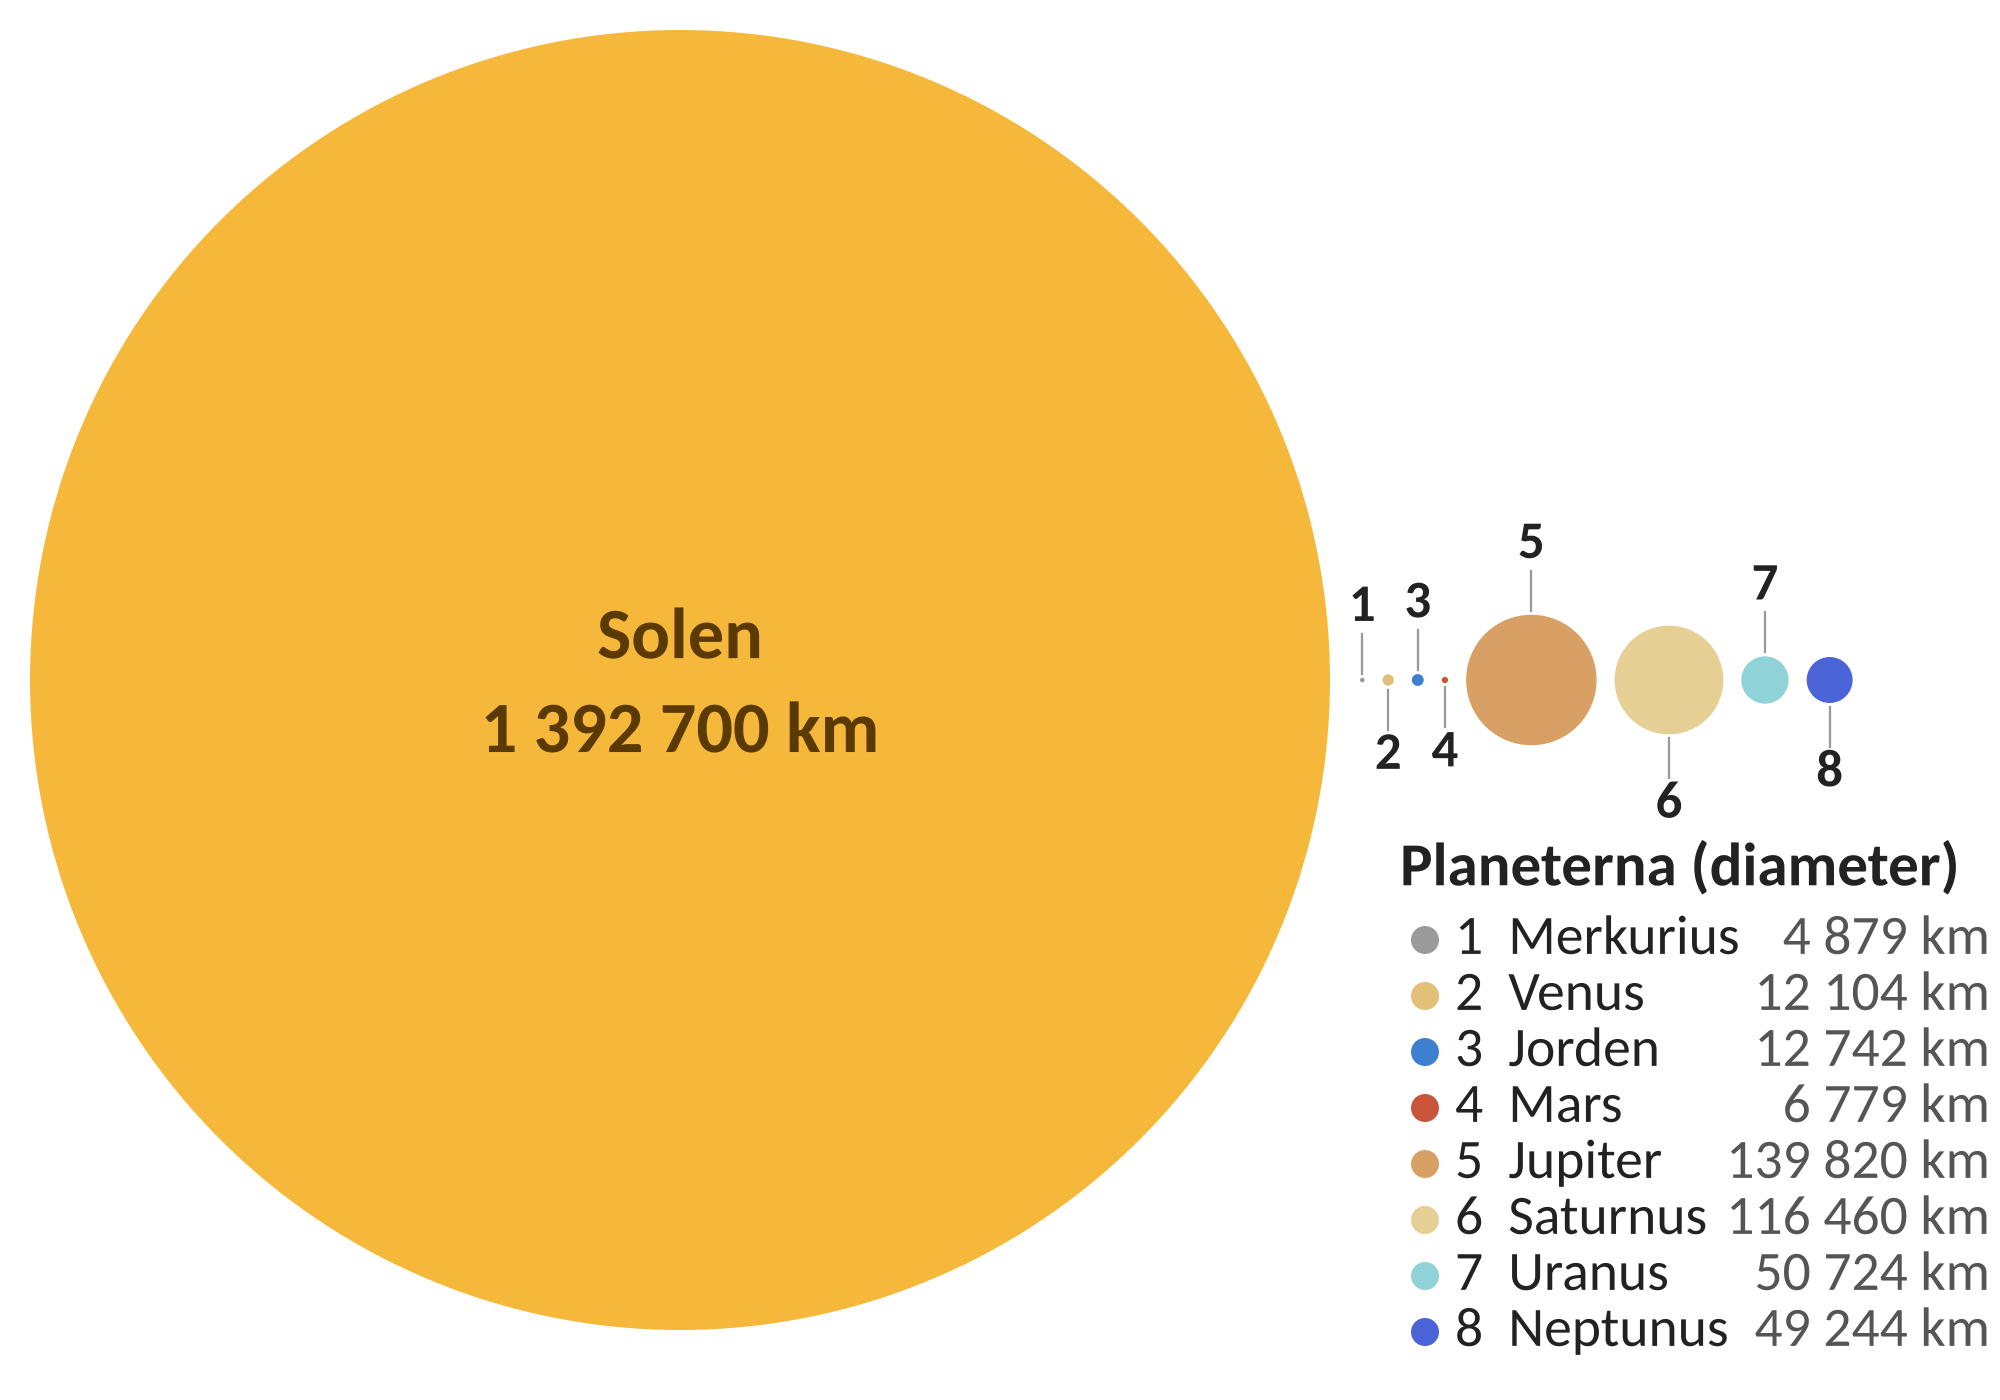 Solen
1 392 700 km
1
2
3
4
5
6
7
8
Planeterna (diameter)
1 Merkurius 4 879 km
2 Venus 12 104 km
3 Jorden 12 742 km
4 Mars 6 779 km
5 Jupiter 139 820 km
6 Saturnus 116 460 km
7 Uranus 50 724 km
8 Neptunus 49 244 km